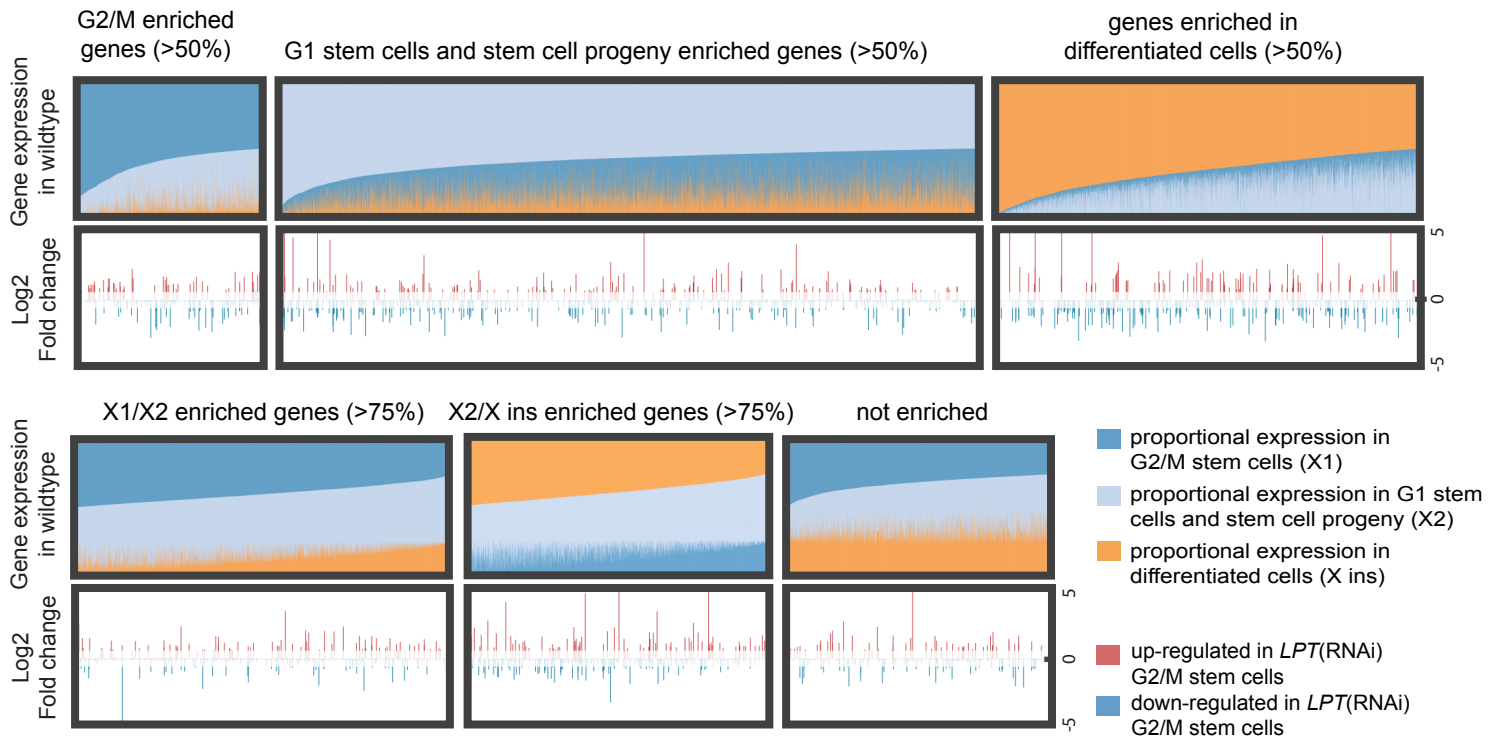 G2/M enriched
genes (>50%)
G1 stem cells and stem cell progeny enriched genes (>50%)
genes enriched in
differentiated cells (>50%)
Gene expression
in wildtype
Log2
Fold change
5
0
-5
X1/X2 enriched genes (>75%)
X2/X ins enriched genes (>75%)
not enriched
Gene expression
in wildtype
Log2
Fold change
5
0
-5
proportional expression in
G2/M stem cells (X1)
proportional expression in G1 stem
cells and stem cell progeny (X2)
proportional expression in
differentiated cells (X ins)
up-regulated in LPT(RNAi)
G2/M stem cells
down-regulated in LPT(RNAi)
G2/M stem cells